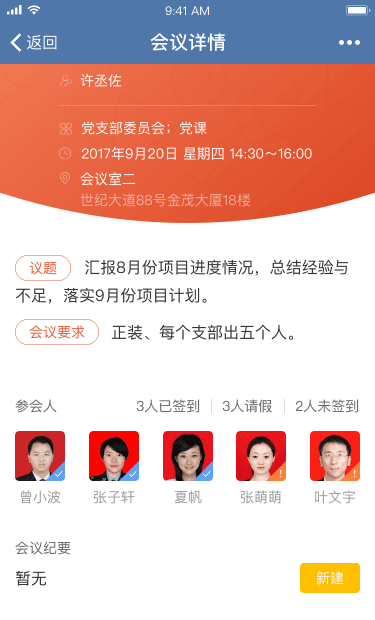 9:41 AM
返回
会议详情
许丞佐
党支部委员会；党课
2017年9月20日 星期四 14:30～16:00
会议室二
世纪大道88号金茂大厦18楼
议题 汇报8月份项目进度情况，总结经验与
不足，落实9月份项目计划。
会议要求 正装、每个支部出五个人。
参会人 3人已签到 3人请假 2人未签到
曾小波 张子轩 夏帆 张萌萌 叶文宇
会议纪要
暂无 新建